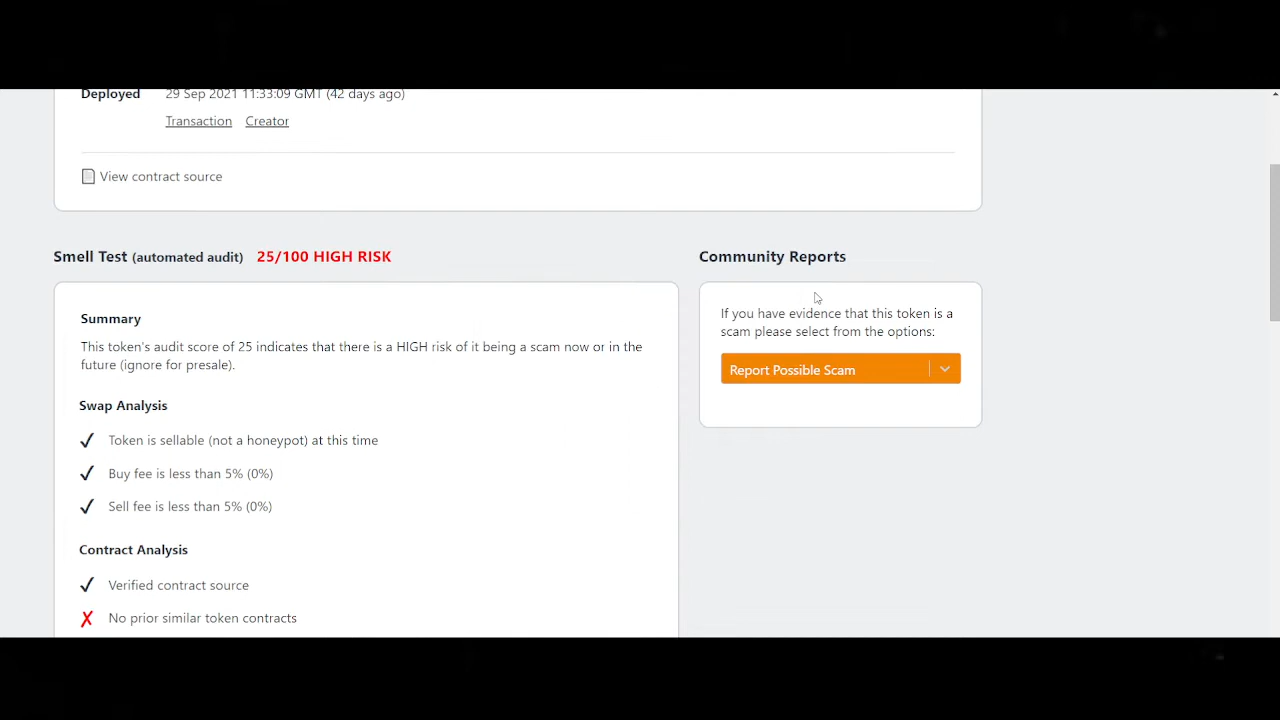 Deployed 29 Sep 2021 11:33:09 GMT (42 days ago)
Transaction Creator
View contract source
Smell Test (automated audit) 25/100 HIGH RISK
Summary
This token's audit score of 25 indicates that there is a HIGH risk of it being a scam now or in the
future (ignore for presale).
Swap Analysis
Token is sellable (not a honeypot) at this time
Buy fee is less than 5% (0%)
Sell fee is less than 5% (0%)
Contract Analysis
Verified contract source
No prior similar token contracts
Community Reports
If you have evidence that this token is a
scam please select from the options:
Report Possible Scam